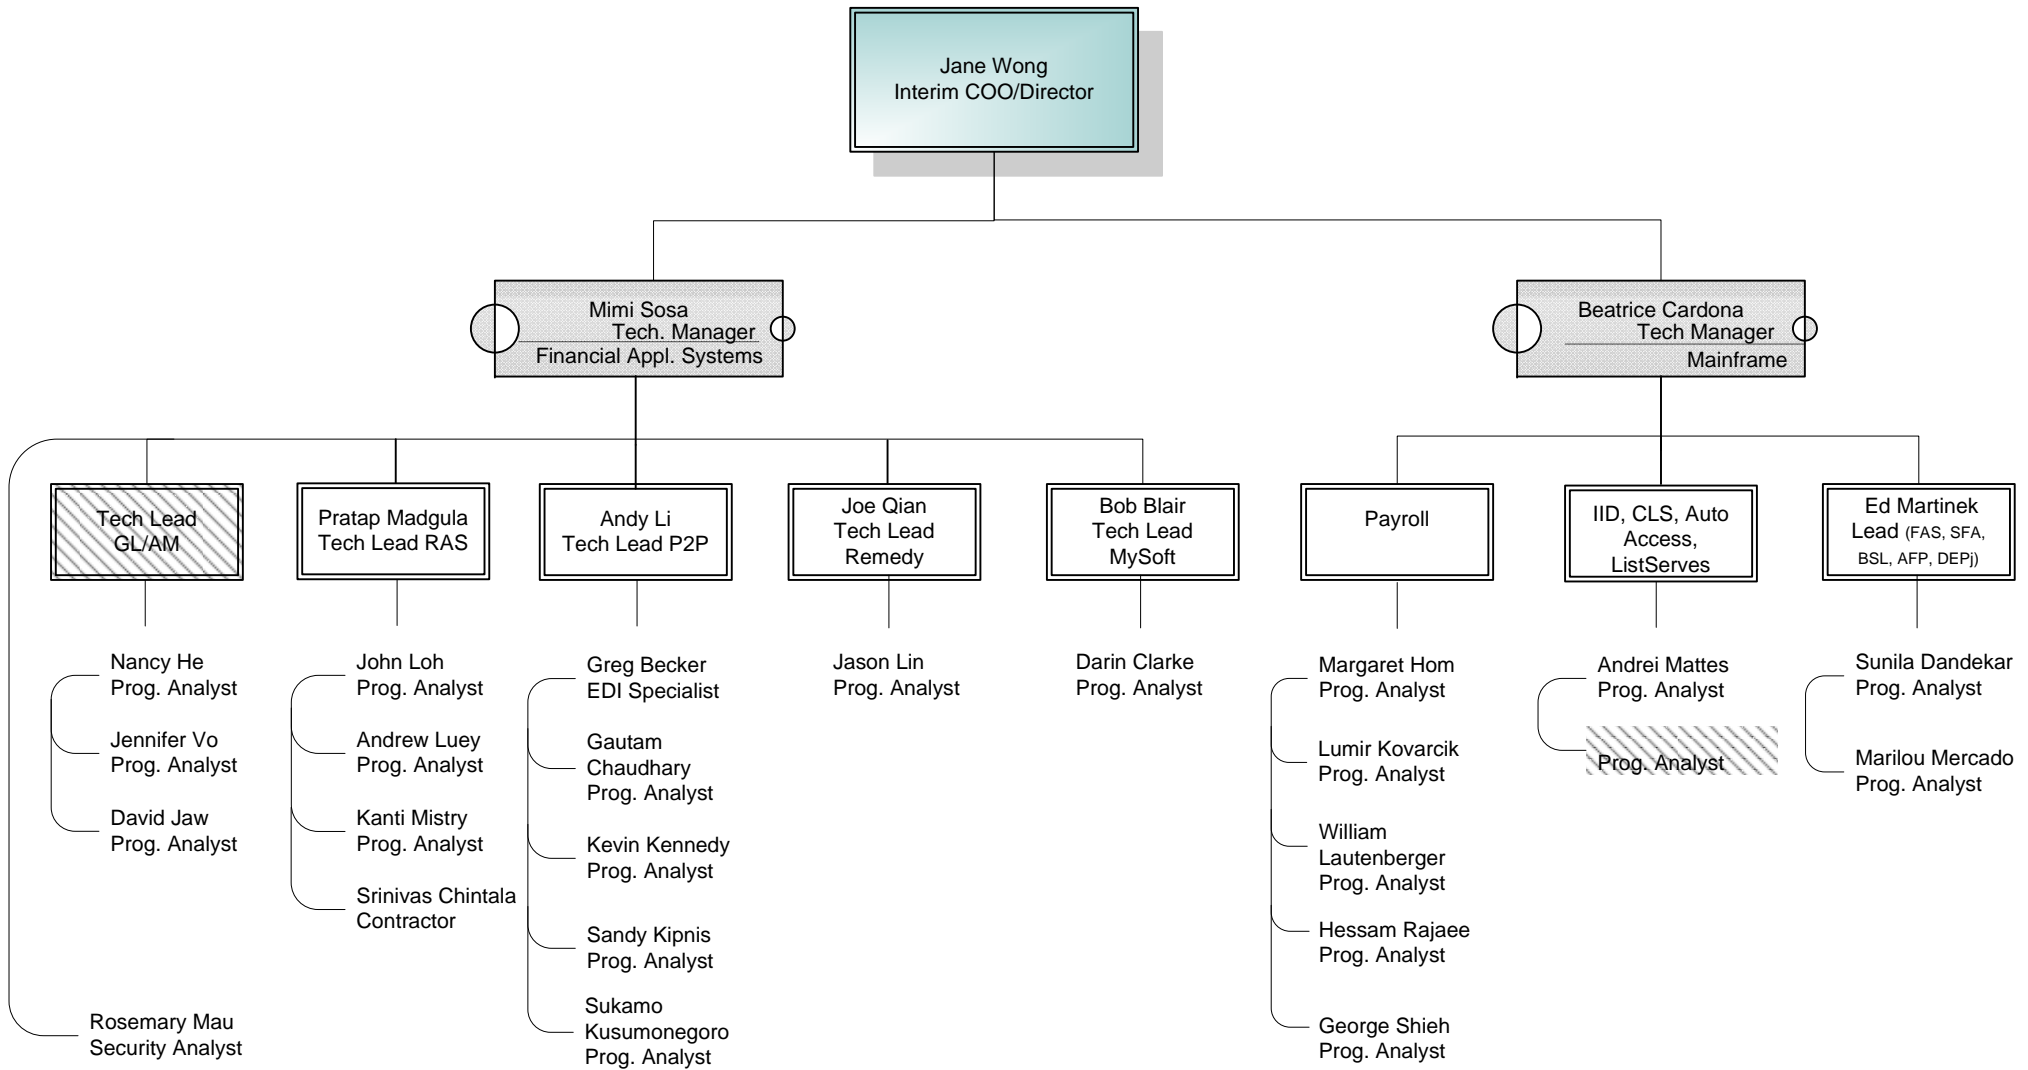 Jane Wong
Interim COO/Director
Mimi Sosa
Tech. Manager
Financial Appl. Systems
Beatrice Cardona
Tech Manager
Mainframe
Tech Lead
GL/AM
Pratap Madgula
Tech Lead RAS
Andy Li
Tech Lead P2P
Joe Qian
Tech Lead
Remedy
Bob Blair
Tech Lead
MySoft
Payroll
IID, CLS, Auto
Access,
ListServes
Ed Martinek
Lead (FAS, SFA,
BSL, AFP, DEPj)
Nancy He
Prog. Analyst
Jennifer Vo
Prog. Analyst
David Jaw
Prog. Analyst
John Loh
Prog. Analyst
Andrew Luey
Prog. Analyst
Kanti Mistry
Prog. Analyst
Srinivas Chintala
Contractor
Greg Becker
EDI Specialist
Gautam
Chaudhary
Prog. Analyst
Kevin Kennedy
Prog. Analyst
Sandy Kipnis
Prog. Analyst
Sukamo
Kusumonegoro
Prog. Analyst
Jason Lin
Prog. Analyst
Darin Clarke
Prog. Analyst
Margaret Hom
Prog. Analyst
Lumir Kovarcik
Prog. Analyst
William
Lautenberger
Prog. Analyst
Hessam Rajaee
Prog. Analyst
George Shieh
Prog. Analyst
Andrei Mattes
Prog. Analyst
Prog. Analyst
Sunila Dandekar
Prog. Analyst
Marilou Mercado
Prog. Analyst
Rosemary Mau
Security Analyst